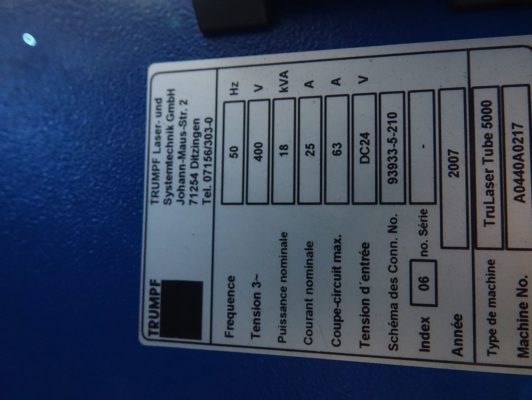 TRUMPF
TRUMPF Laser- und
Systemtechnik GmbH
Johann-Maus-Str. 2
71254 Ditzingen
Tel. 07156/303-0
Frequence 50 Hz
Tension 3~ 400 V
Puissance nominale 18 kVA
Courant nominale 25 A
Coupe-circuit max. 63 A
Tension d´entrée DC24 V
Schéma des Conn. No. 93933-5-210
Index 06 no. Série -
Année 2007
Type de machine TruLaser Tube 5000
Machine No. A0440A0217